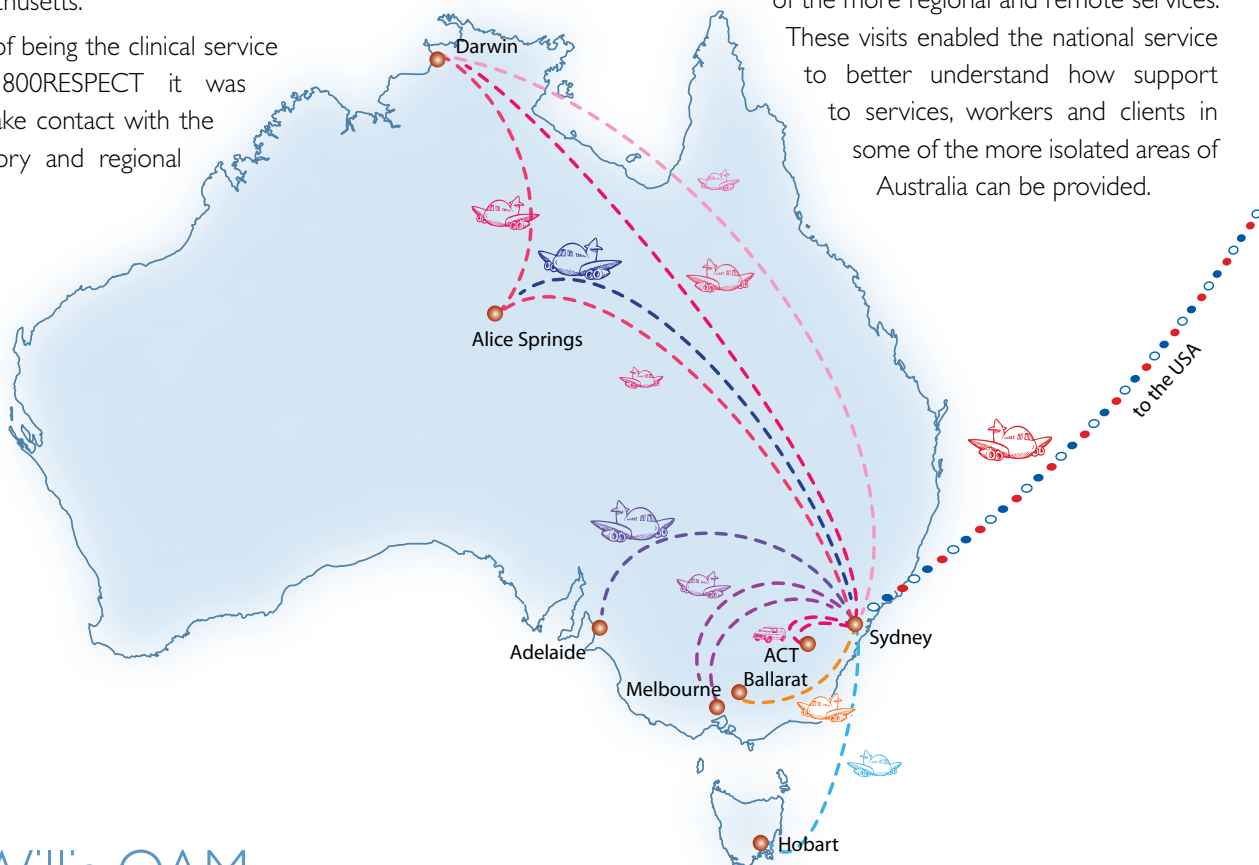 of being the clinical service
800RESPECT it was
contact with the
and regional
of the more regional and remote services.
These visits enabled the national service
to better understand how support
to services, workers and clients in
some of the more isolated areas of
Australia can be provided.
Darwin
Alice Springs
to the USA
Adelaide
ACT
Sydney
Melbourne
Ballarat
Hobart
OAM